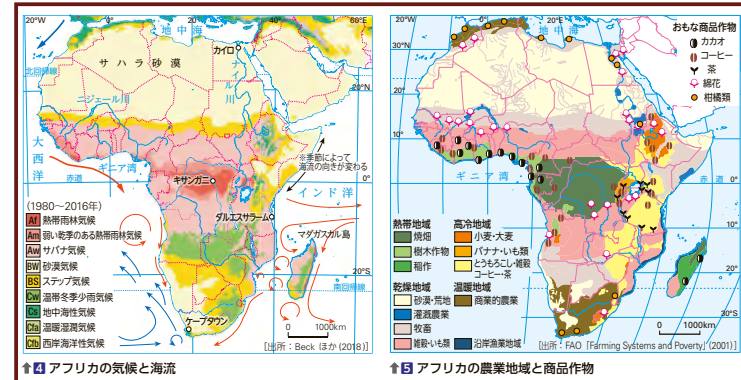 20°W 0° 20°E 40°E 60°E
地中海
カイロ
サハラ砂漠
ナイル川
北回帰線
20°N
ニジェール川
大西洋
ギニア湾
※季節によって
海流の向きが変わる
赤道
0°
キサンガニ
インド洋
ダルエスサラーム
マダガスカル島
20°S
南回帰線
ケープタウン
0 1000km
(1980〜2016年)
Af 熱帯雨林気候
Am 弱い乾季のある熱帯雨林気候
Aw サバナ気候
BW 砂漠気候
BS ステップ気候
Cw 温帯冬季少雨気候
Cs 地中海性気候
Cfa 温暖湿潤気候
Cfb 西岸海洋性気候
[出所:Beck ほか(2018)]
↑4 アフリカの気候と海流
20°W 0° 20°E
地中海
おもな商品作物
カカオ
コーヒー
茶
綿花
柑橘類
30°N
20°
10°
ギニア湾
赤道
0°
0°
10°
20°
30°S
熱帯地域
焼畑
樹木作物
稲作
高冷地域
小麦・大麦
バナナ・いも類
とうもろこし・雑穀
コーヒー・茶
乾燥地域
砂漠・荒地
灌漑農業
牧畜
雑穀・いも類
温暖地域
商業的農業
沿岸漁業地域
0 1000km
[出所:FAO「Farming Systems and Poverty」(2001)]
↑5 アフリカの農業地域と商品作物